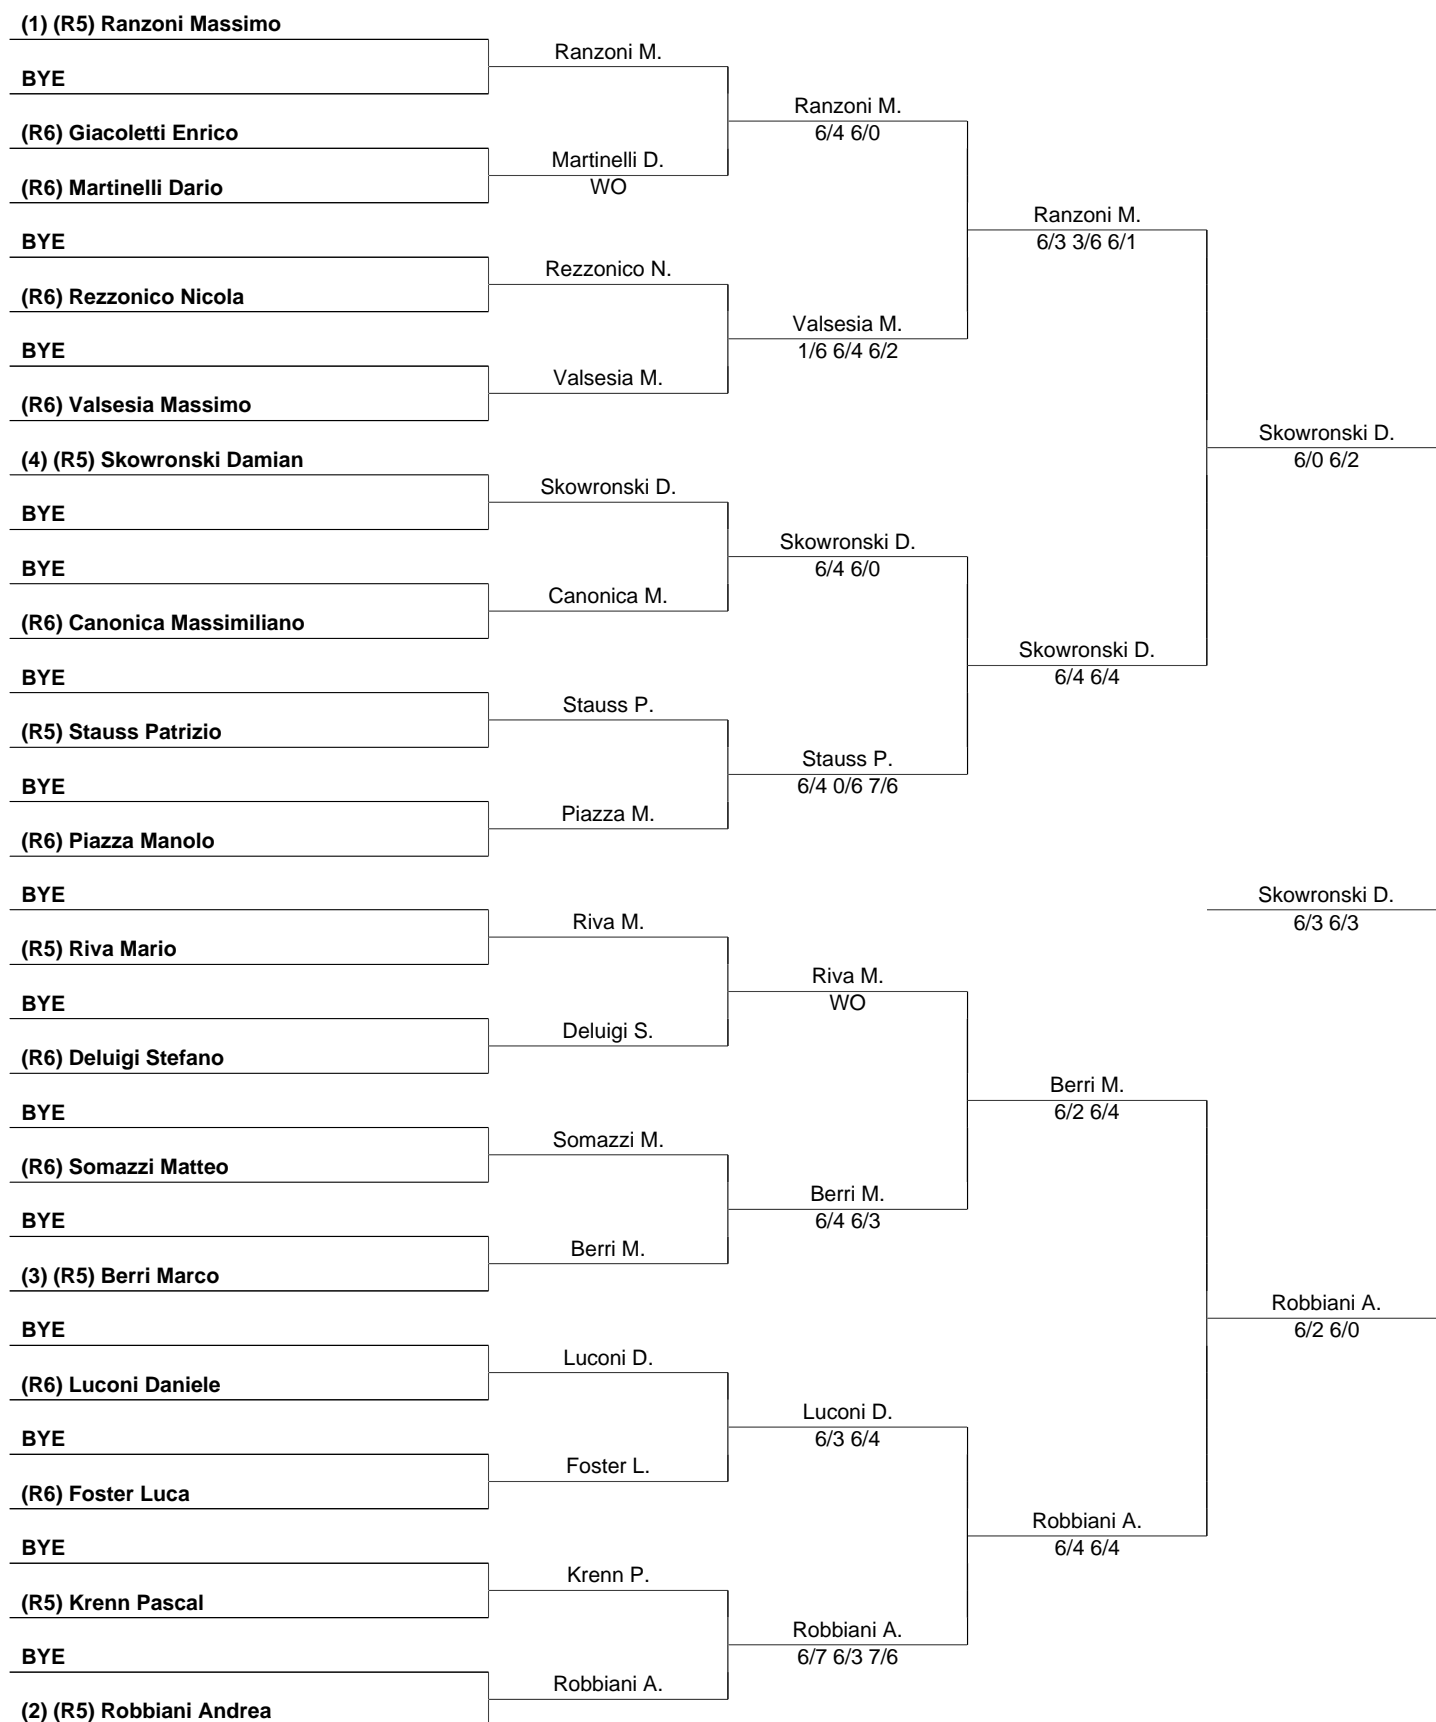 (1) (R5) Ranzoni Massimo
BYE
(R6) Giacoletti Enrico
(R6) Martinelli Dario
BYE
(R6) Rezzonico Nicola
BYE
(R6) Valsesia Massimo
(4) (R5) Skowronski Damian
BYE
BYE
(R6) Canonica Massimiliano
BYE
(R5) Stauss Patrizio
BYE
(R6) Piazza Manolo
BYE
(R5) Riva Mario
BYE
(R6) Deluigi Stefano
BYE
(R6) Somazzi Matteo
BYE
(3) (R5) Berri Marco
BYE
(R6) Luconi Daniele
BYE
(R6) Foster Luca
BYE
(R5) Krenn Pascal
BYE
(2) (R5) Robbiani Andrea
Ranzoni M.
Martinelli D.
WO
Rezzonico N.
Valsesia M.
Skowronski D.
Canonica M.
Stauss P.
Piazza M.
Riva M.
Deluigi S.
Somazzi M.
Berri M.
Luconi D.
Foster L.
Krenn P.
Robbiani A.
Ranzoni M.
6/4 6/0
Valsesia M.
1/6 6/4 6/2
Skowronski D.
6/4 6/0
Stauss P.
6/4 0/6 7/6
Riva M.
WO
Berri M.
6/4 6/3
Luconi D.
6/3 6/4
Robbiani A.
6/7 6/3 7/6
Ranzoni M.
6/3 3/6 6/1
Skowronski D.
6/4 6/4
Berri M.
6/2 6/4
Robbiani A.
6/4 6/4
Skowronski D.
6/0 6/2
Skowronski D.
6/3 6/3
Robbiani A.
6/2 6/0